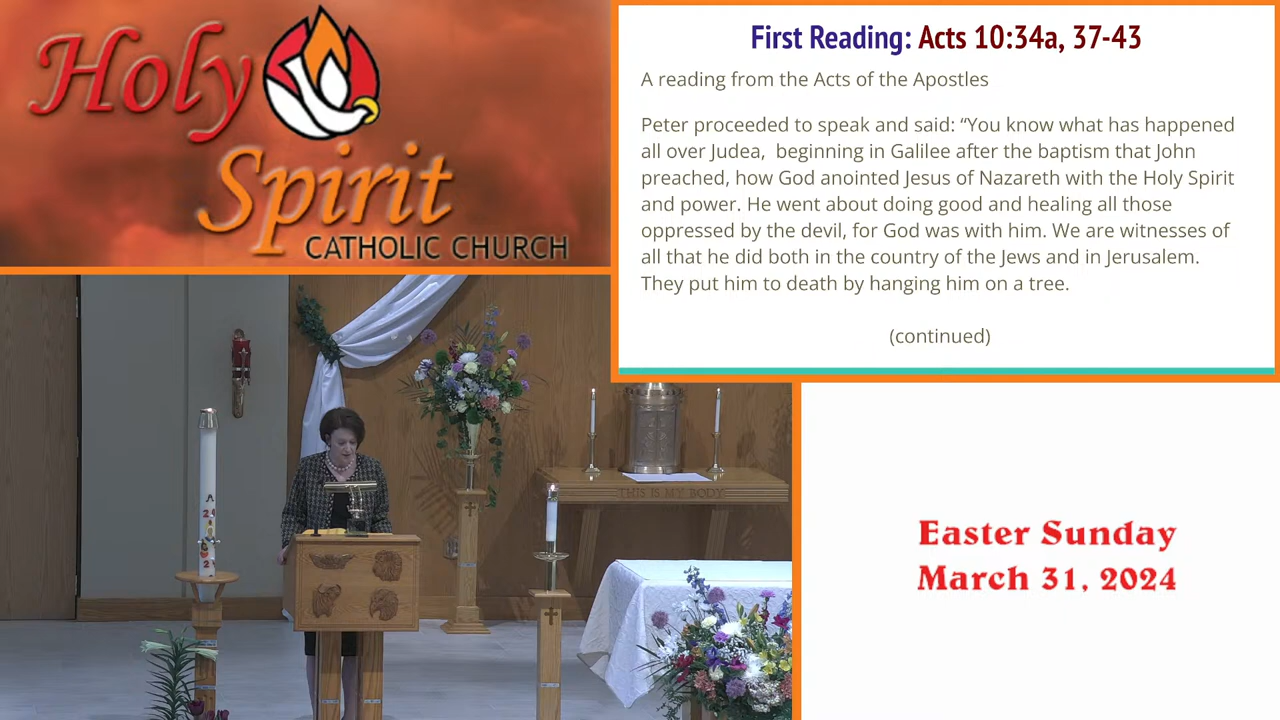 Holy
Spirit
CATHOLIC CHURCH
First Reading: Acts 10:34a, 37-43
A reading from the Acts of the Apostles
Peter proceeded to speak and said: “You know what has happened
all over Judea,  beginning in Galilee after the baptism that John
preached, how God anointed Jesus of Nazareth with the Holy Spirit
and power. He went about doing good and healing all those
oppressed by the devil, for God was with him. We are witnesses of
all that he did both in the country of the Jews and in Jerusalem.
They put him to death by hanging him on a tree.
(continued)
THIS IS MY BODY
Easter Sunday
March 31, 2024